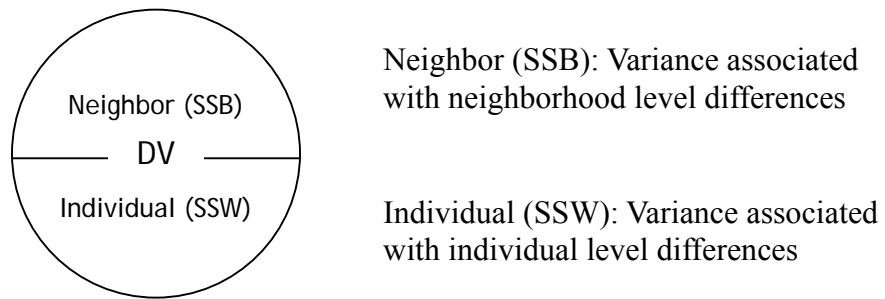 Neighbor (SSB)
DV
Individual (SSW)
Neighbor (SSB): Variance associated
with neighborhood level differences
Individual (SSW): Variance associated
with individual level differences